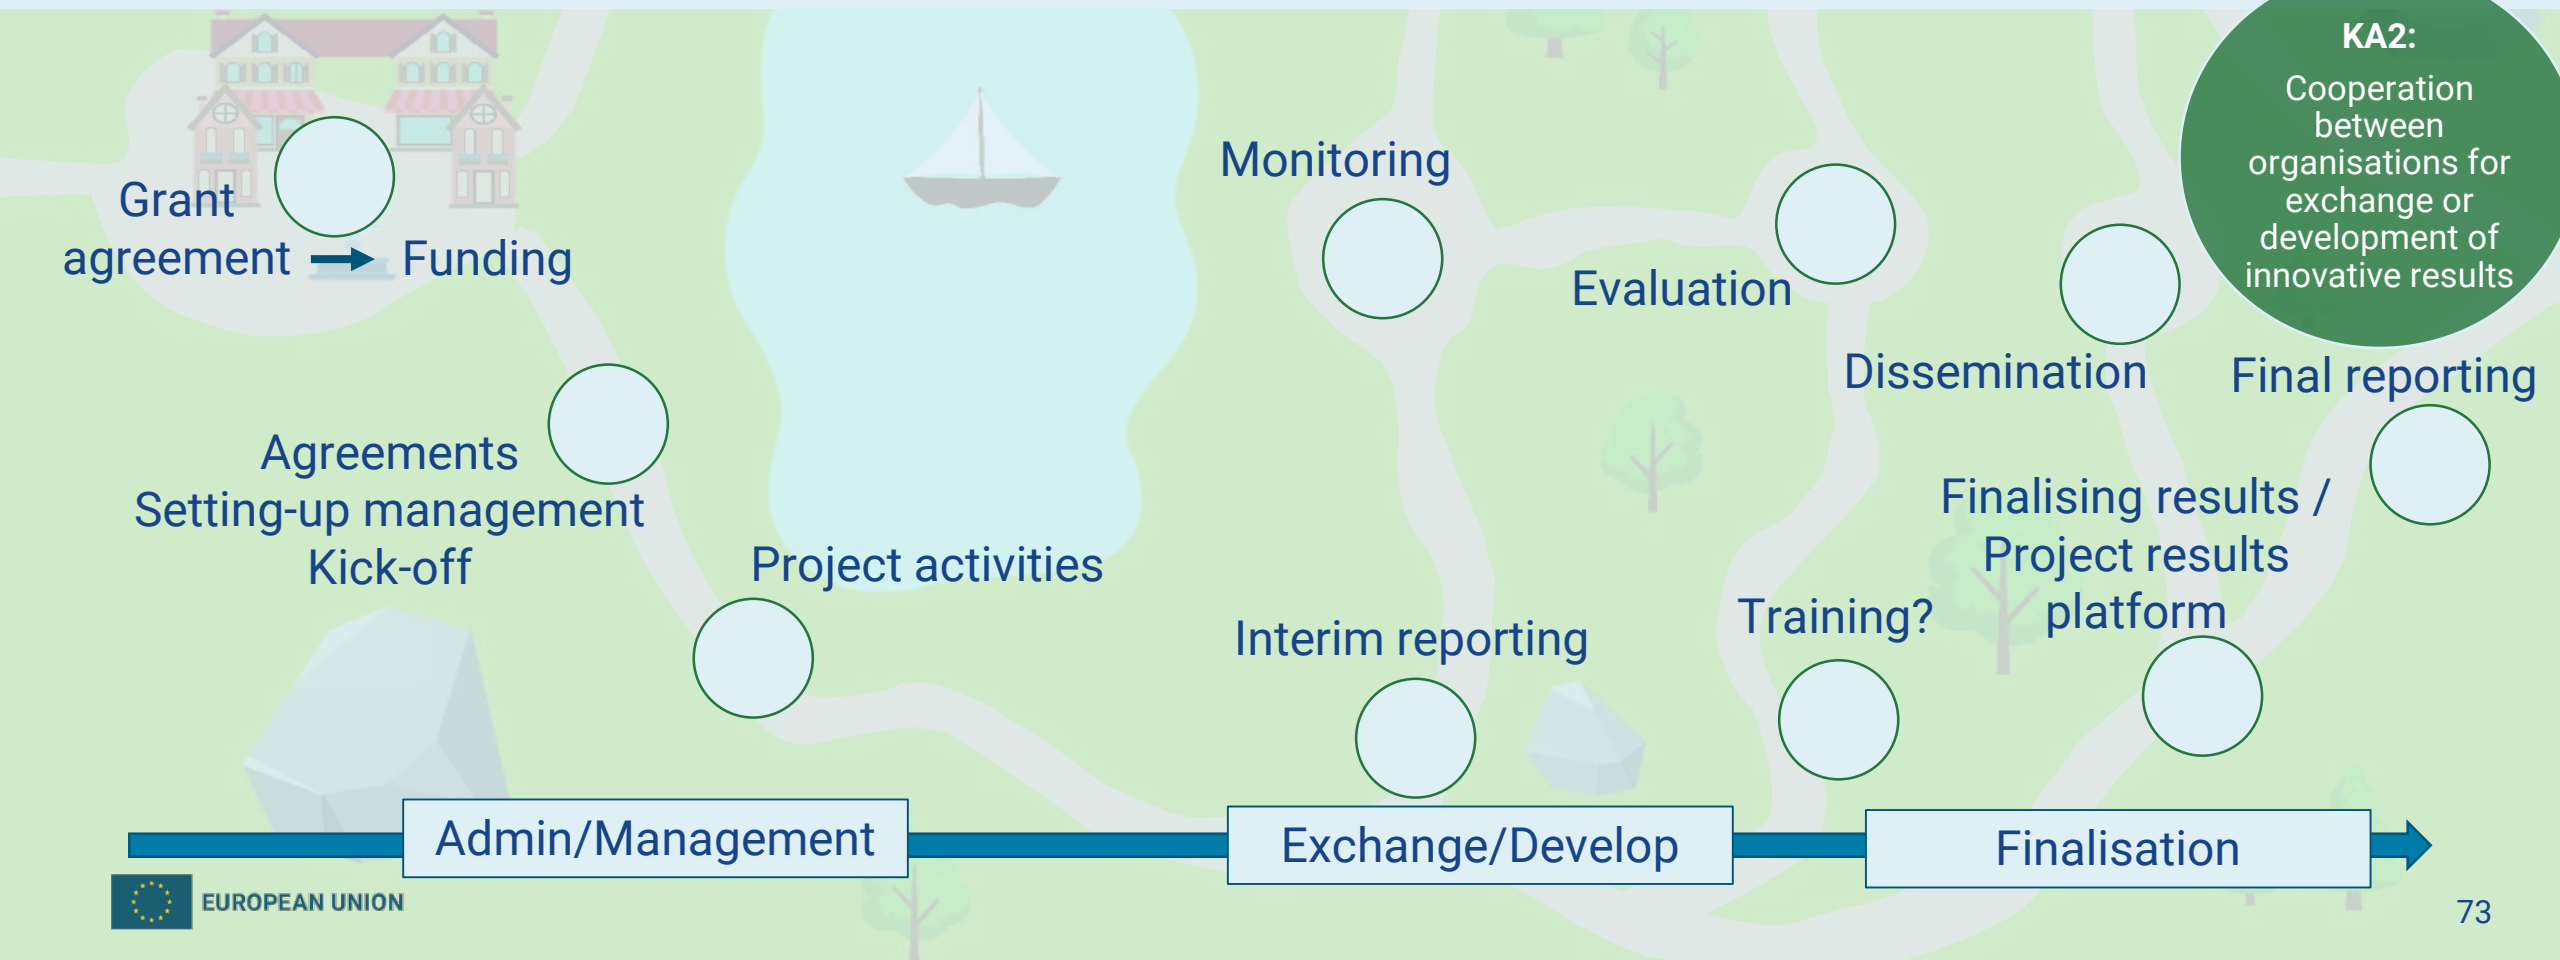 KA2:
Cooperation
between
organisations for
exchange or
development of
innovative results
Grant
agreement
Funding
Agreements
Setting-up management
Kick-off
Project activities
Monitoring
Interim reporting
Evaluation
Training?
Dissemination
Finalising results /
Project results
platform
Final reporting
Admin/Management
Exchange/Develop
Finalisation
EUROPEAN UNION
73